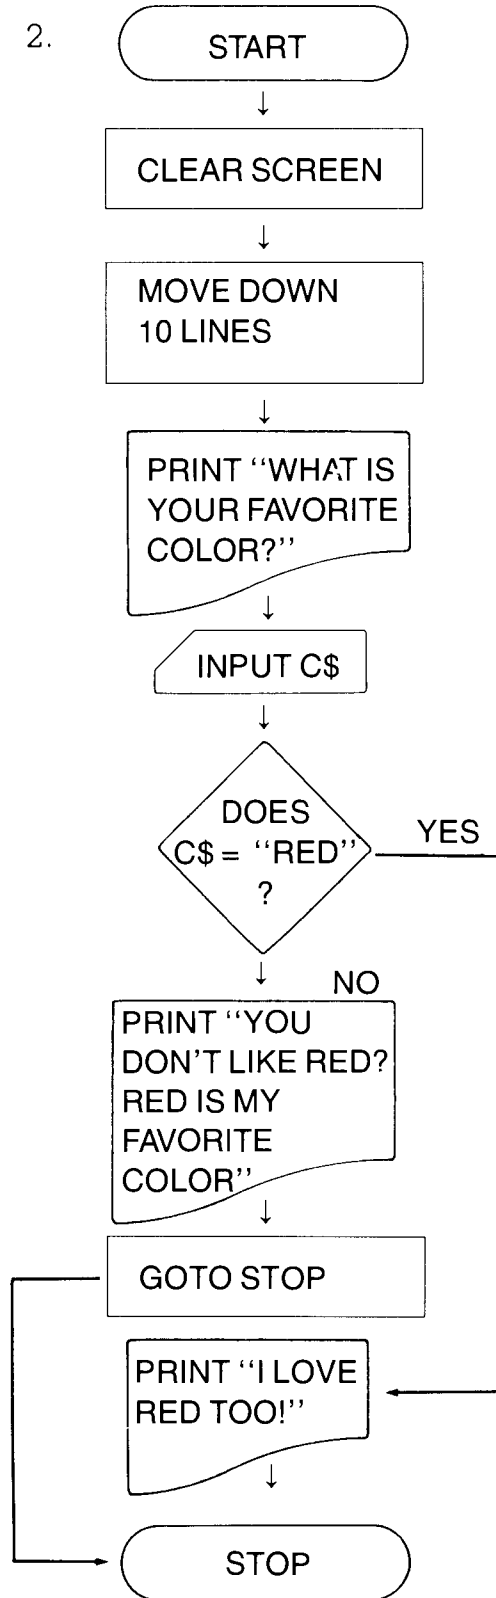 2.
START
CLEAR SCREEN
MOVE DOWN
10 LINES
PRINT ‘‘WHAT IS
YOUR FAVORITE
COLOR?’’
INPUT C$
DOES
C$ = ‘‘RED’’
?
YES
NO
PRINT ‘‘YOU
DON’T LIKE RED?
RED IS MY
FAVORITE
COLOR’’
GOTO STOP
PRINT ‘‘I LOVE
RED TOO!’’
STOP